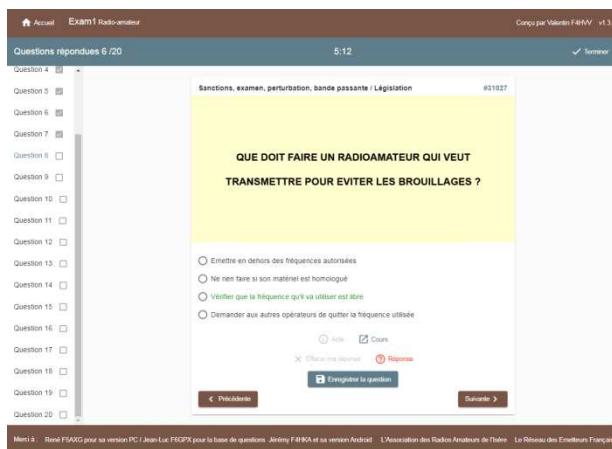 Accueil Exam1 Radio-amateur Conçu par Valentin F4HVV v1.3.
Questions répondues 6 /20 5:12 Terminer
Question 4
Question 5
Question 6
Question 7
Question 8
Question 9
Question 10
Question 11
Question 12
Question 13
Question 14
Question 15
Question 16
Question 17
Question 18
Question 19
Question 20
Sanctions, examen, perturbation, bande passante / Législation #31027
QUE DOIT FAIRE UN RADIOAMATEUR QUI VEUT
TRANSMETTRE POUR EVITER LES BROUILLAGES ?
Emettre en dehors des fréquences autorisées
Ne rien faire si son matériel est homologué
Vérifier que la fréquence qu'il va utiliser est libre
Demander aux autres opérateurs de quitter la fréquence utilisée
Aide Cours
Effacer ma réponse Réponse
Enregistrer la question
Précédente Suivante
Merci à : René F5AXG pour sa version PC / Jean-Luc F6GPX pour la base de questions Jérémy F4HKA et sa version Android L'Association des Radios Amateurs de l'Isère Le Réseau des Emetteurs Françai